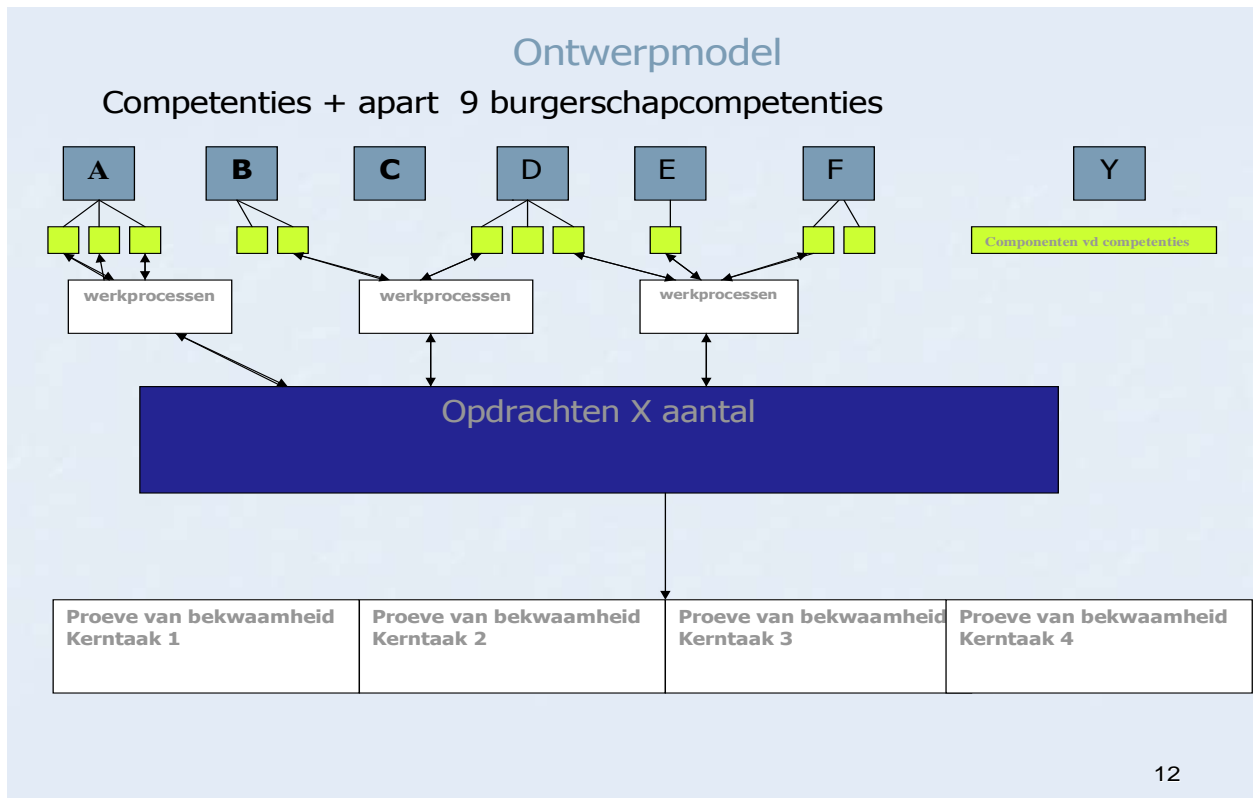 Ontwerpmodel
Competenties + apart 9 burgerschapcompetenties
A B C D E F Y
Componenten vd competenties
werkprocessen werkprocessen werkprocessen
Opdrachten X aantal
Proeve van bekwaamheid
Kerntaak 1
Proeve van bekwaamheid
Kerntaak 2
Proeve van bekwaamheid
Kerntaak 3
Proeve van bekwaamheid
Kerntaak 4
12